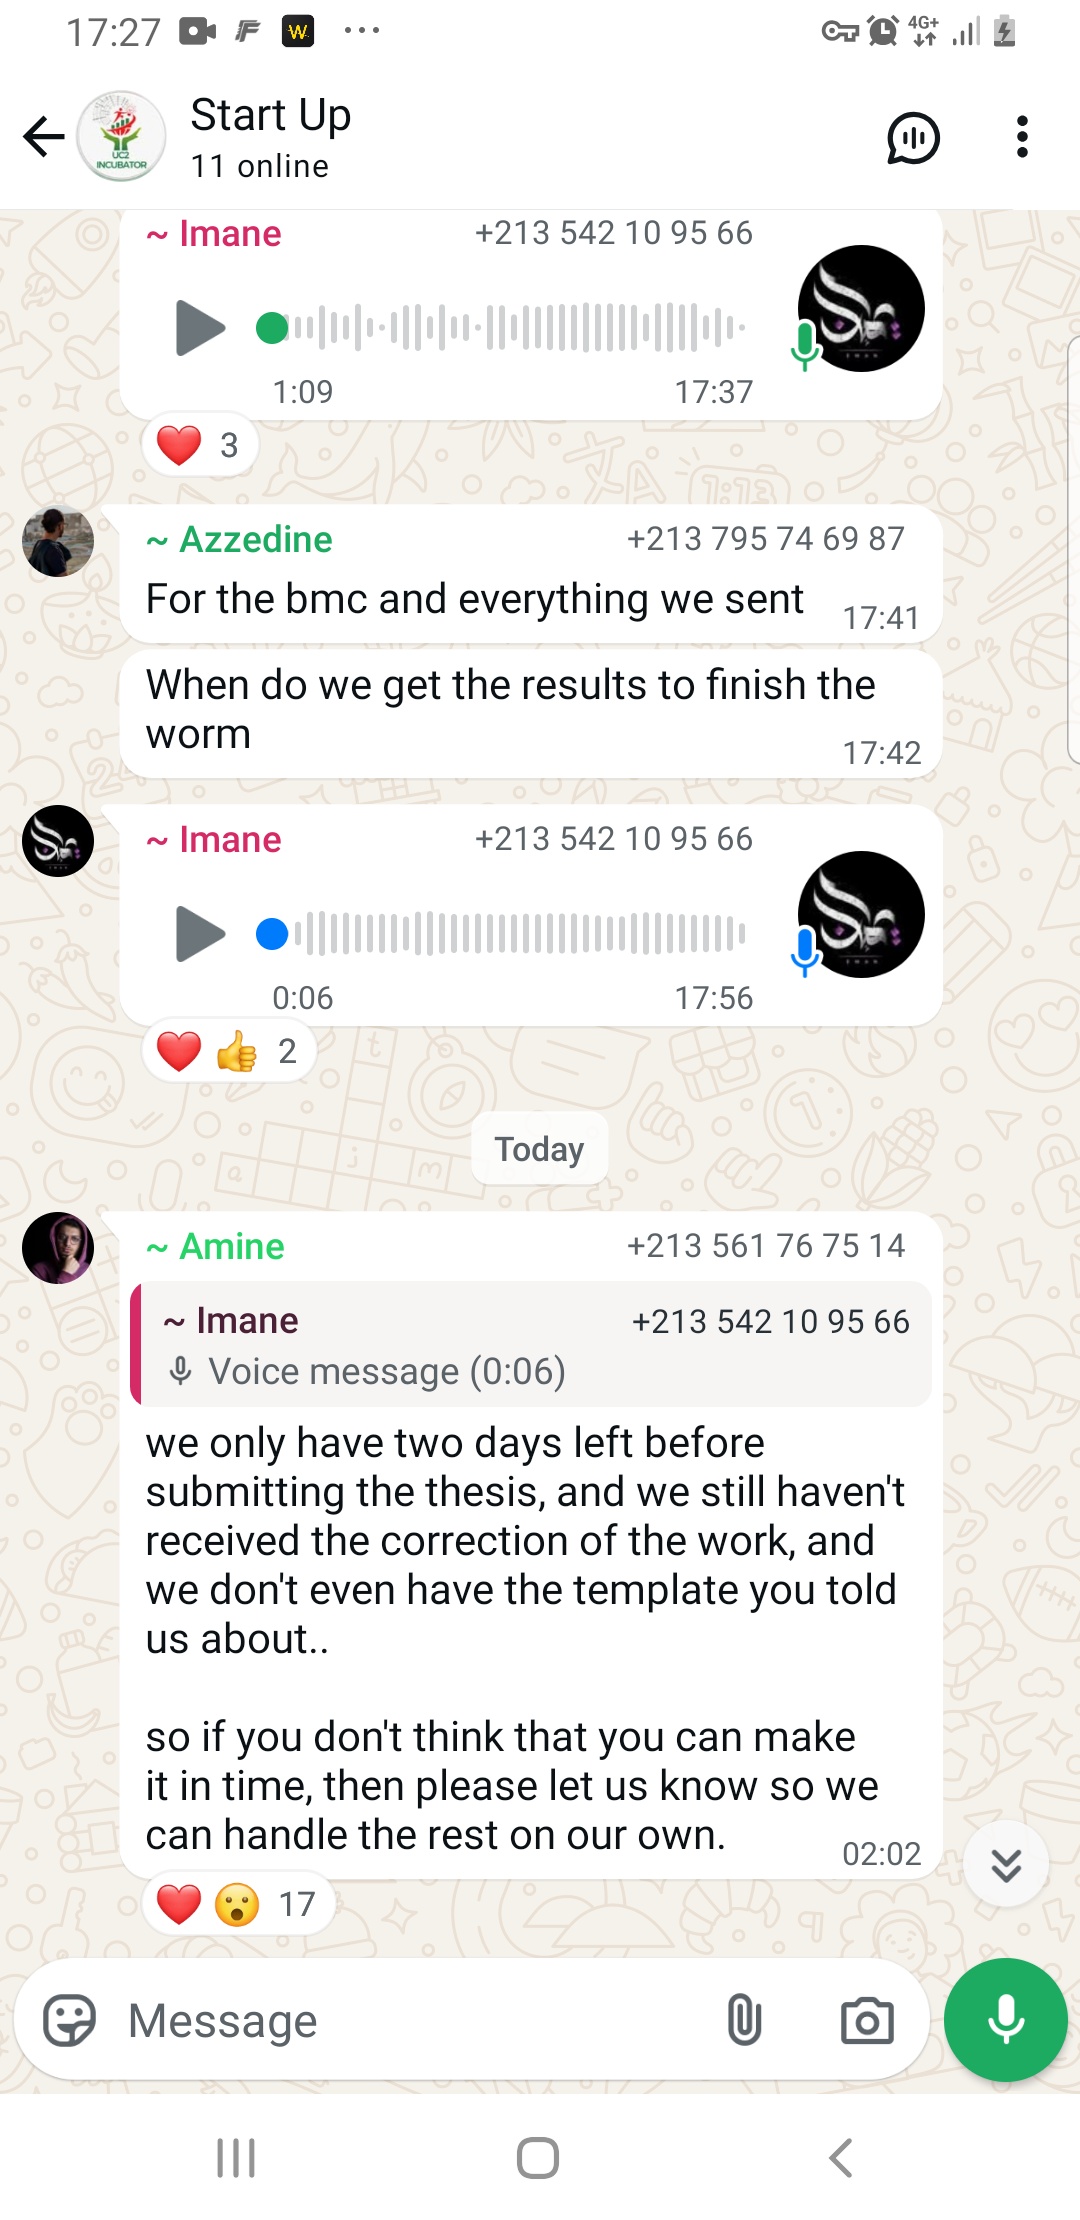 17:27
W
4G+
UC2
INCUBATOR
Start Up
11 online
~ Imane +213 542 10 95 66
1:09 17:37
❤️ 3
~ Azzedine +213 795 74 69 87
For the bmc and everything we sent 17:41
When do we get the results to finish the
worm 17:42
~ Imane +213 542 10 95 66
0:06 17:56
❤️👍 2
Today
~ Amine +213 561 76 75 14
~ Imane +213 542 10 95 66
Voice message (0:06)
we only have two days left before
submitting the thesis, and we still haven't
received the correction of the work, and
we don't even have the template you told
us about..
so if you don't think that you can make
it in time, then please let us know so we
can handle the rest on our own. 02:02
❤️😮 17
Message